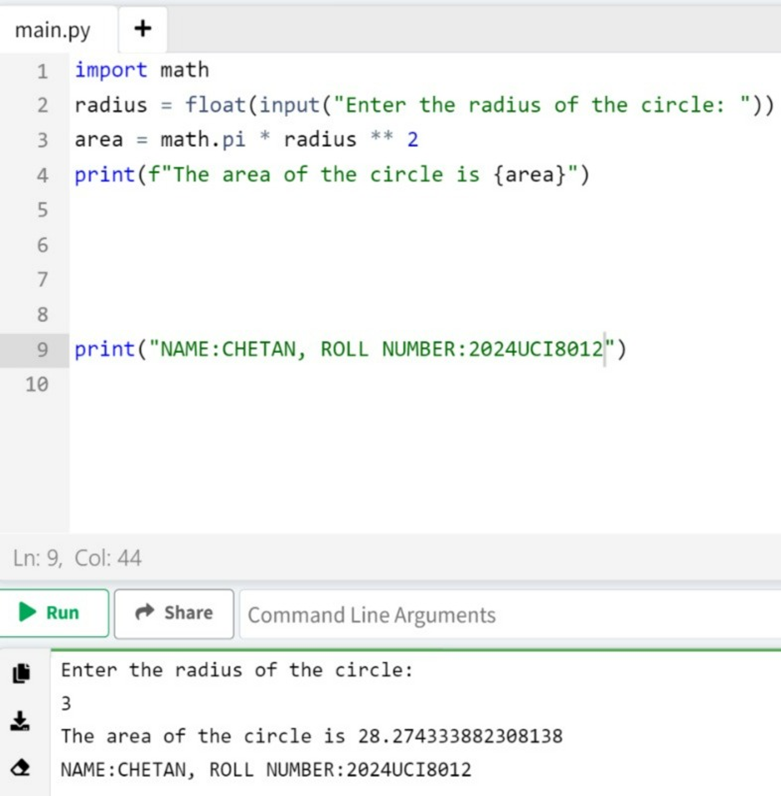 main.py +
1 import math
2 radius = float(input("Enter the radius of the circle: "))
3 area = math.pi * radius ** 2
4 print(f"The area of the circle is {area}")
5
6
7
8
9 print("NAME:CHETAN, ROLL NUMBER:2024UCI8012")
10
Ln: 9, Col: 44
Run Share Command Line Arguments
Enter the radius of the circle:
3
The area of the circle is 28.274333882308138
NAME:CHETAN, ROLL NUMBER:2024UCI8012